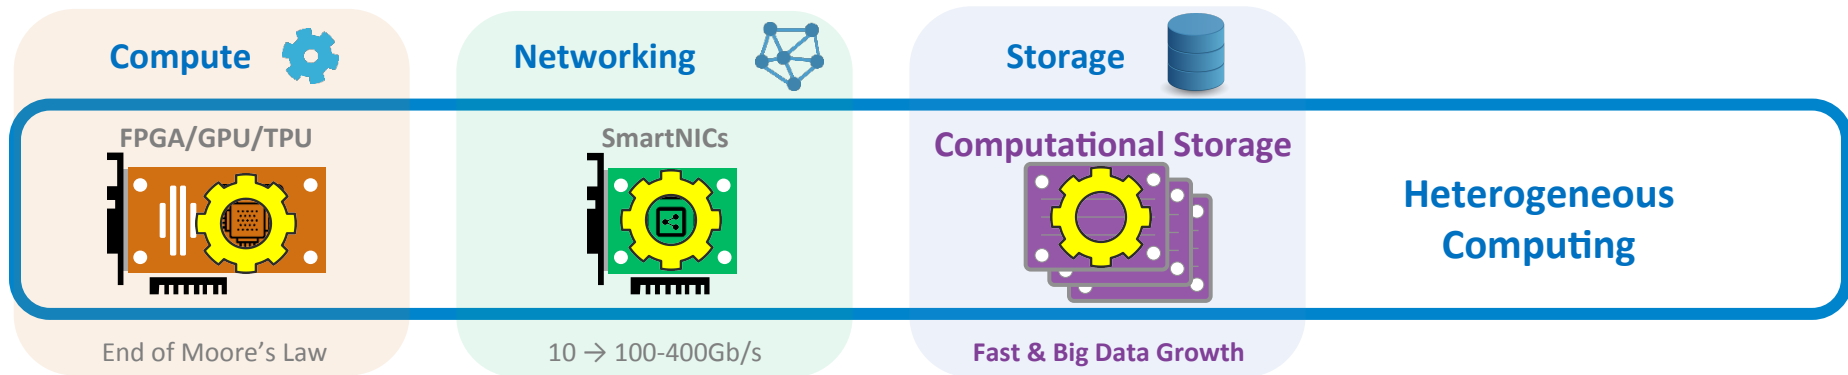 Compute
FPGA/GPU/TPU
End of Moore’s Law
Networking
SmartNICs
10 → 100-400Gb/s
Storage
Computational Storage
Fast & Big Data Growth
Heterogeneous
Computing